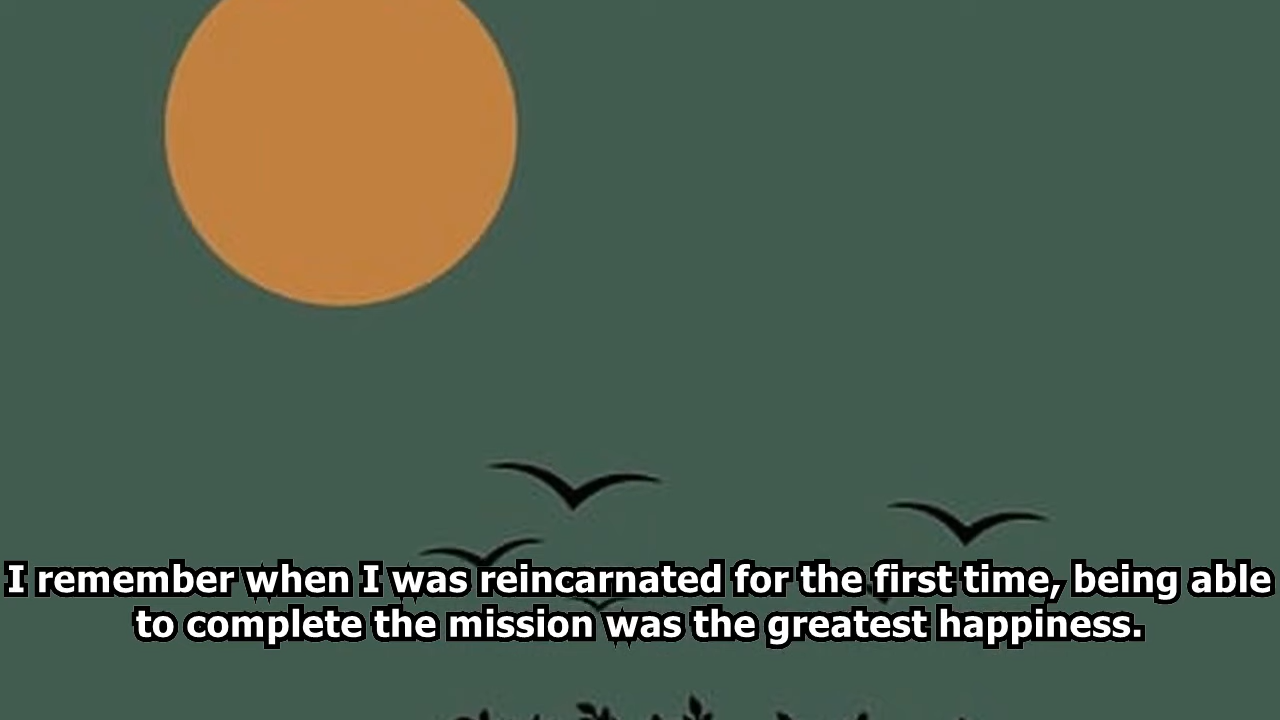 I remember when I was reincarnated for the first time, being able
to complete the mission was the greatest happiness.